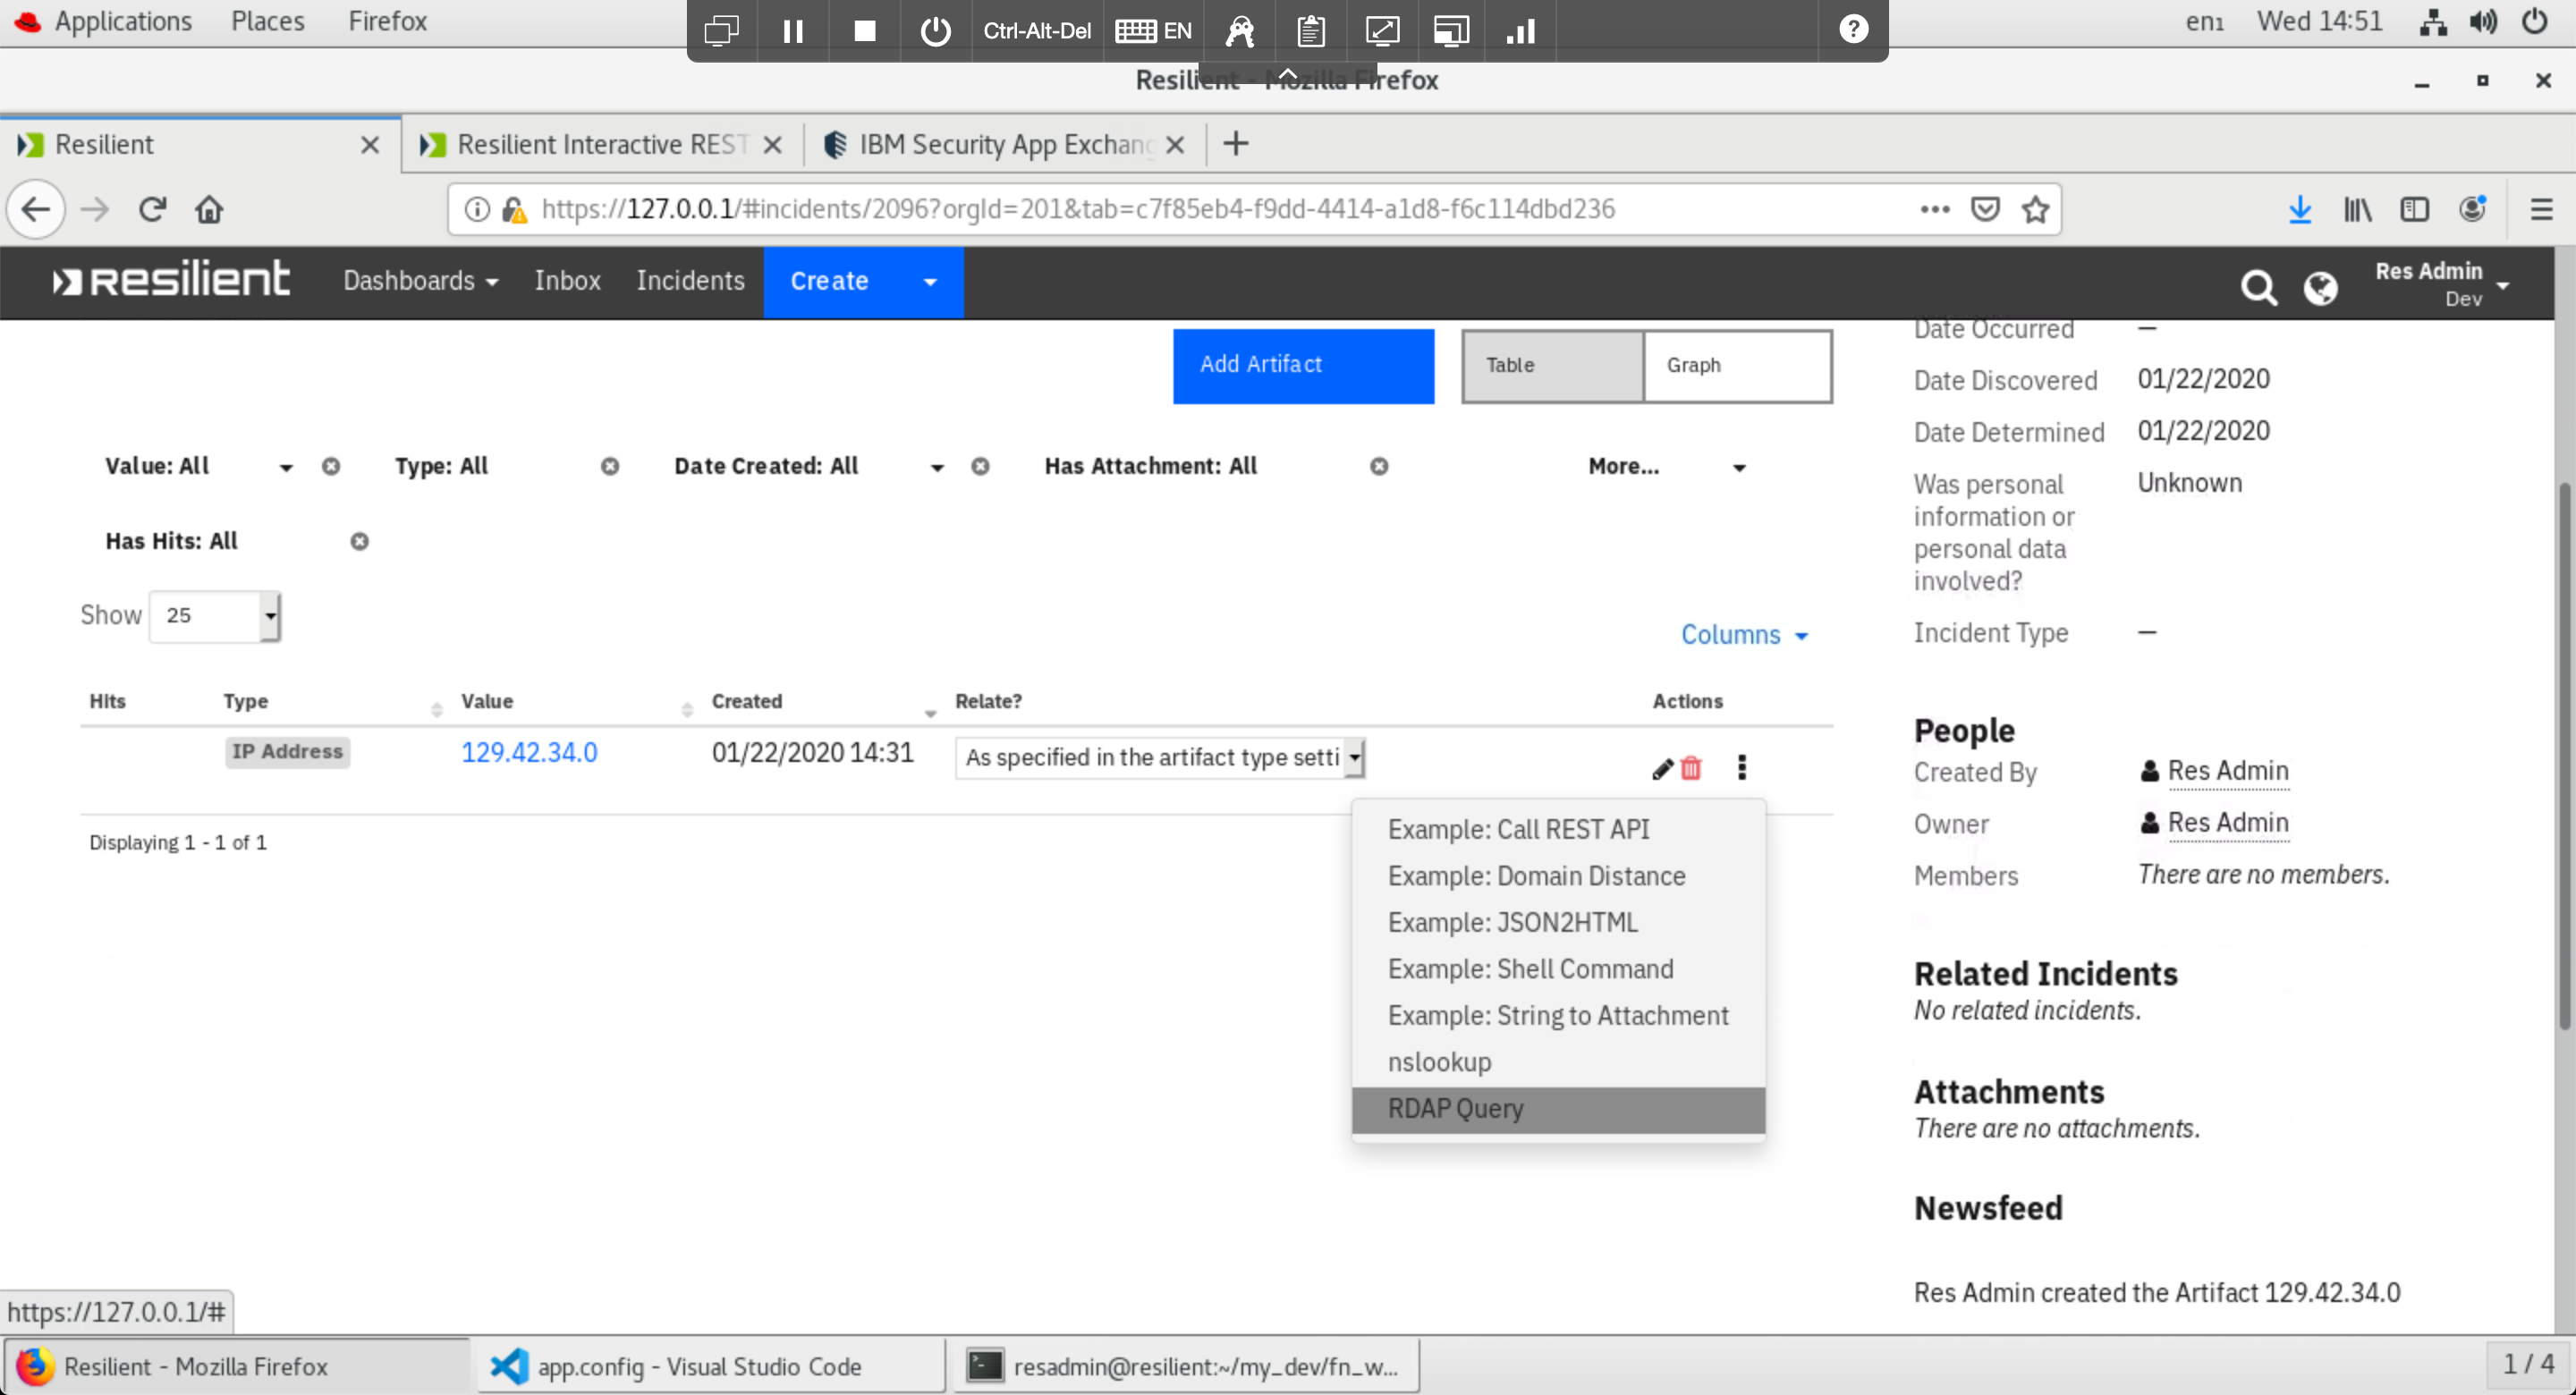 Applications Places Firefox
Ctrl-Alt-Del EN
en1 Wed 14:51
Resilient - Mozilla Firefox
Resilient
Resilient Interactive REST
IBM Security App Exchang
https://127.0.0.1/#incidents/2096?orgId=201&tab=c7f85eb4-f9dd-4414-a1d8-f6c114dbd236
resilient Dashboards Inbox Incidents Create
Res Admin
Dev
Add Artifact
Table Graph
Value: All Type: All Date Created: All Has Attachment: All More...
Has Hits: All
Show 25
Columns
Hits Type Value Created Relate? Actions
IP Address 129.42.34.0 01/22/2020 14:31 As specified in the artifact type setti
Displaying 1 - 1 of 1
Example: Call REST API
Example: Domain Distance
Example: JSON2HTML
Example: Shell Command
Example: String to Attachment
nslookup
RDAP Query
Date Occurred —
Date Discovered 01/22/2020
Date Determined 01/22/2020
Was personal Unknown
information or
personal data
involved?
Incident Type —
People
Created By Res Admin
Owner Res Admin
Members There are no members.
Related Incidents
No related incidents.
Attachments
There are no attachments.
Newsfeed
Res Admin created the Artifact 129.42.34.0
https://127.0.0.1/#
Resilient - Mozilla Firefox
app.config - Visual Studio Code
resadmin@resilient:~/my_dev/fn_w...
1 / 4